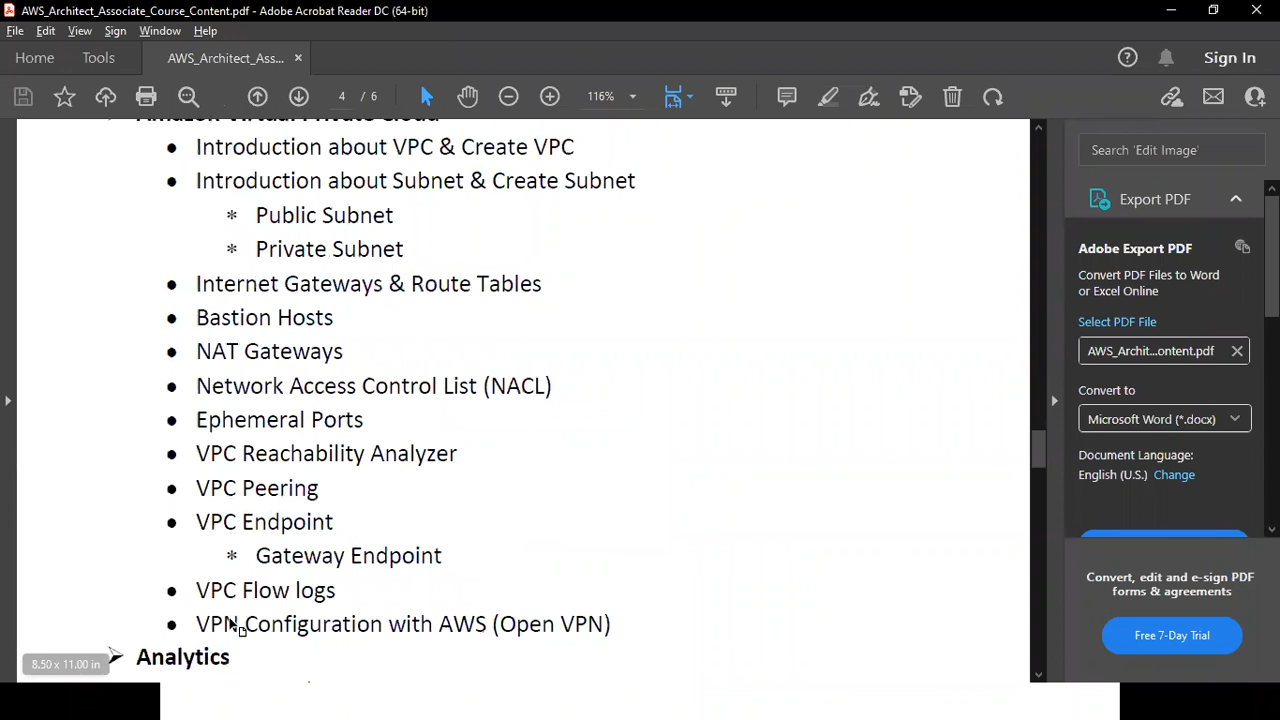 AWS_Architect_Associate_Course_Content.pdf - Adobe Acrobat Reader DC (64-bit)
File Edit View Sign Window Help
Home Tools AWS_Architect_Ass... × Sign In
4 / 6 116%
Amazon Virtual Private Cloud
• Introduction about VPC & Create VPC
• Introduction about Subnet & Create Subnet
* Public Subnet
* Private Subnet
• Internet Gateways & Route Tables
• Bastion Hosts
• NAT Gateways
• Network Access Control List (NACL)
• Ephemeral Ports
• VPC Reachability Analyzer
• VPC Peering
• VPC Endpoint
* Gateway Endpoint
• VPC Flow logs
• VPN Configuration with AWS (Open VPN)
➢ Analytics
8.50 x 11.00 in
Search 'Edit Image'
Export PDF
Adobe Export PDF
Convert PDF Files to Word
or Excel Online
Select PDF File
AWS_Archit...ontent.pdf
Convert to
Microsoft Word (*.docx)
Document Language:
English (U.S.) Change
Convert, edit and e-sign PDF
forms & agreements
Free 7-Day Trial